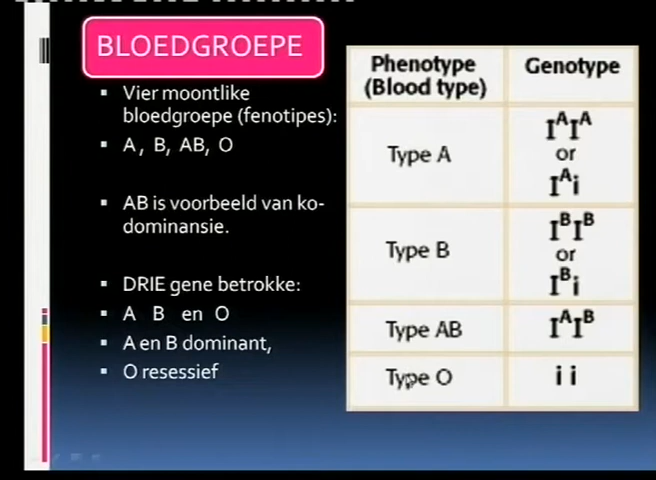 BLOEDGROEPE
Vier moontlike
bloedgroepe (fenotipes):
A, B, AB, O
AB is voorbeeld van ko-
dominansie.
DRIE gene betrokke:
A B en O
A en B dominant,
O resessief
Phenotype
(Blood type)
Genotype
Type A
IᴬIᴬ
or
Iᴬi
Type B
IᴮIᴮ
or
Iᴮi
Type AB
IᴬIᴮ
Type O
i i